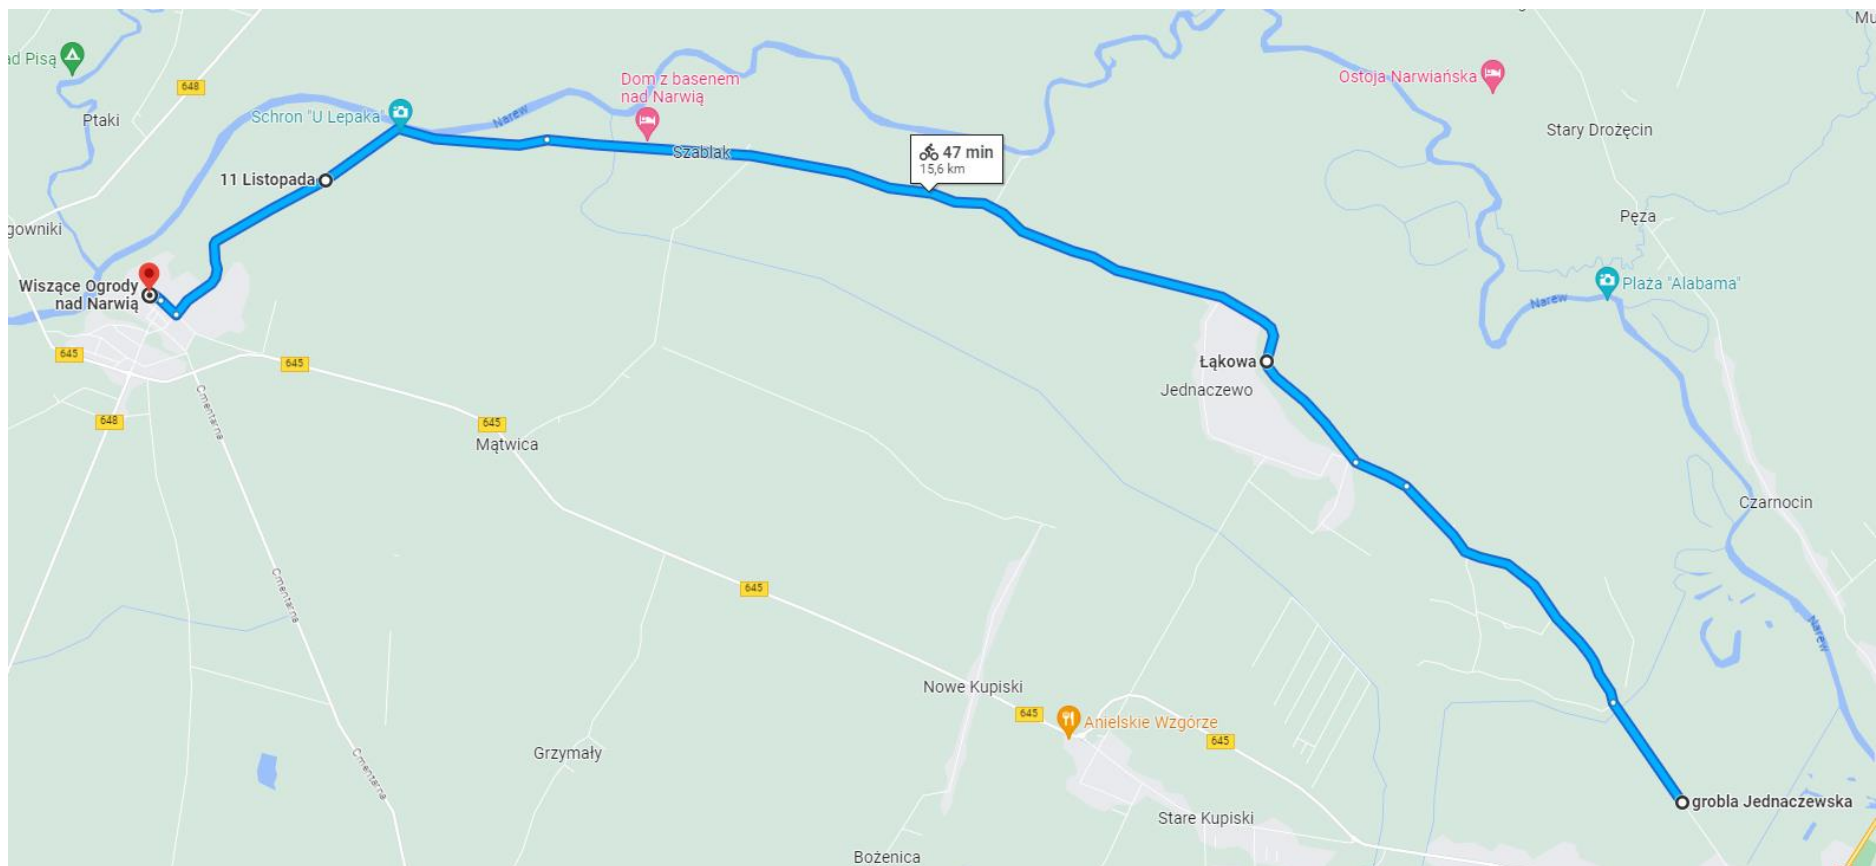 ad Pisą
648
Ptaki
Schron "U Lepaka"
Narew
Dom z basenem
nad Narwią
Szablak
47 min
15,6 km
Ostoja Narwiańska
Stary Drożęcin
Mu
11 Listopada
gowniki
Wiszące Ogrody
nad Narwią
Pęza
Plaża "Alabama"
Narew
645
645
Cmentarna
648
645
Mątwica
Łąkowa
Jednaczewo
Czarnocin
Cmentarna
645
Narew
Nowe Kupiski
645
Anielskie Wzgórze
645
Grzymały
Cmentarna
grobla Jednaczewska
Stare Kupiski
Bożenica